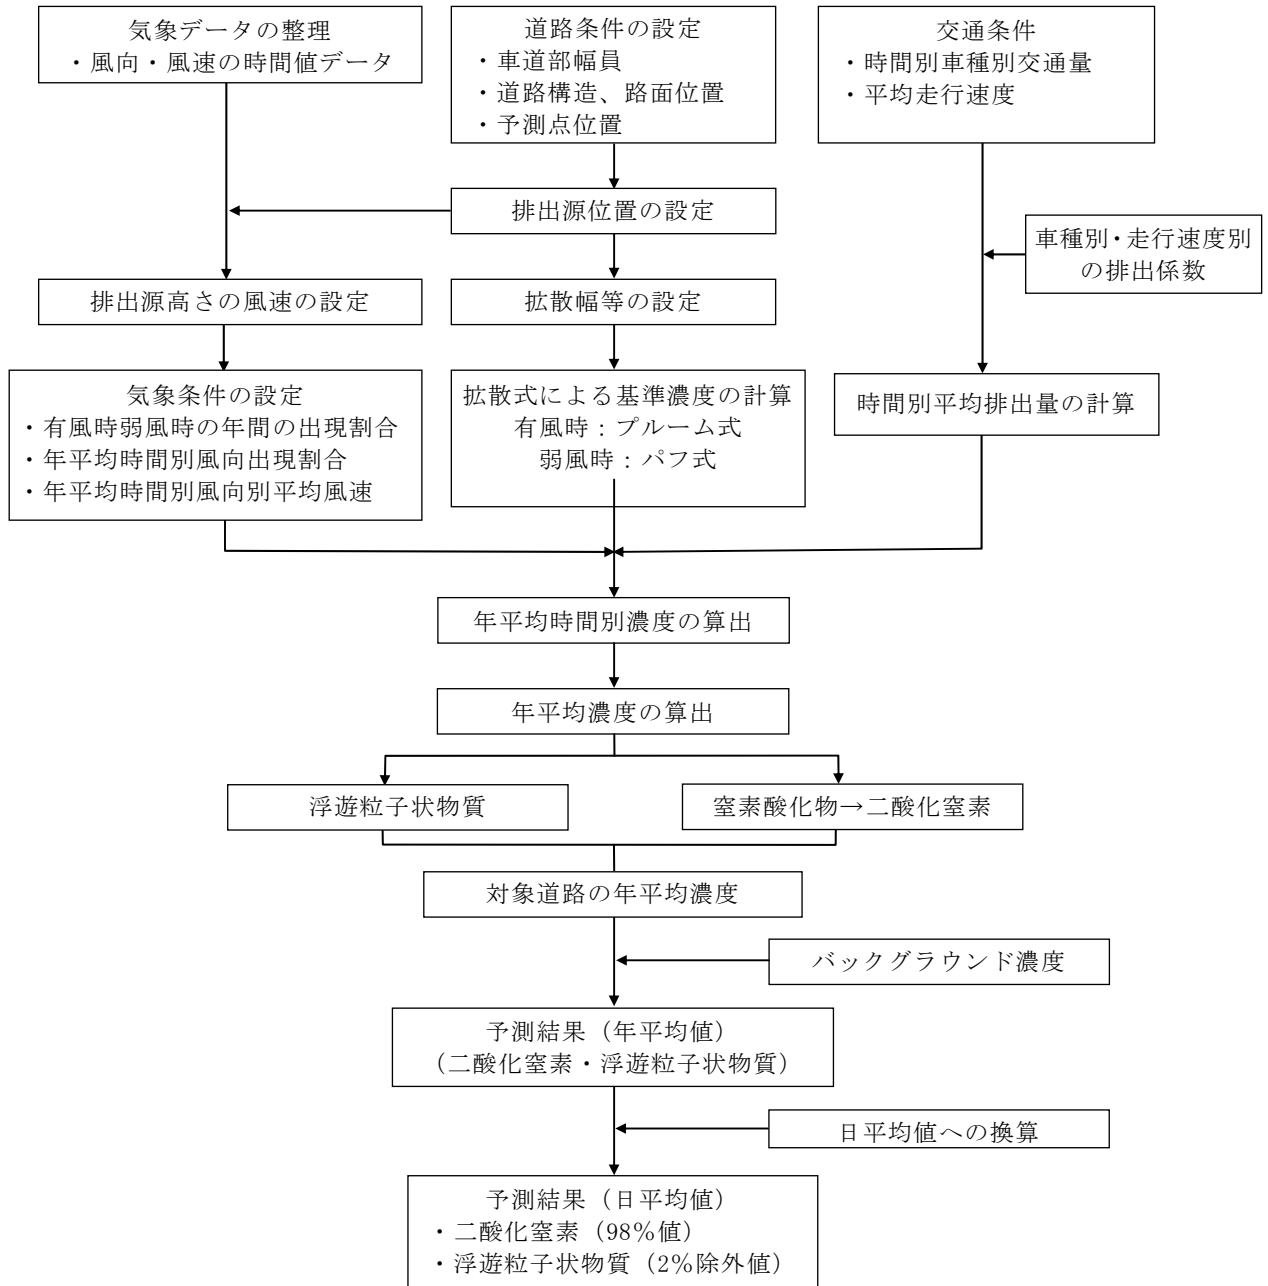 気象データの整理
・風向・風速の時間値データ
道路条件の設定
・車道部幅員
・道路構造、路面位置
・予測点位置
交通条件
・時間別車種別交通量
・平均走行速度
排出源位置の設定
車種別・走行速度別
の排出係数
排出源高さの風速の設定
拡散幅等の設定
気象条件の設定
・有風時弱風時の年間の出現割合
・年平均時間別風向出現割合
・年平均時間別風向別平均風速
拡散式による基準濃度の計算
有風時：プルーム式
弱風時：パフ式
時間別平均排出量の計算
年平均時間別濃度の算出
年平均濃度の算出
浮遊粒子状物質
窒素酸化物→二酸化窒素
対象道路の年平均濃度
バックグラウンド濃度
予測結果（年平均値）
（二酸化窒素・浮遊粒子状物質）
日平均値への換算
予測結果（日平均値）
・二酸化窒素（98％値）
・浮遊粒子状物質（2％除外値）